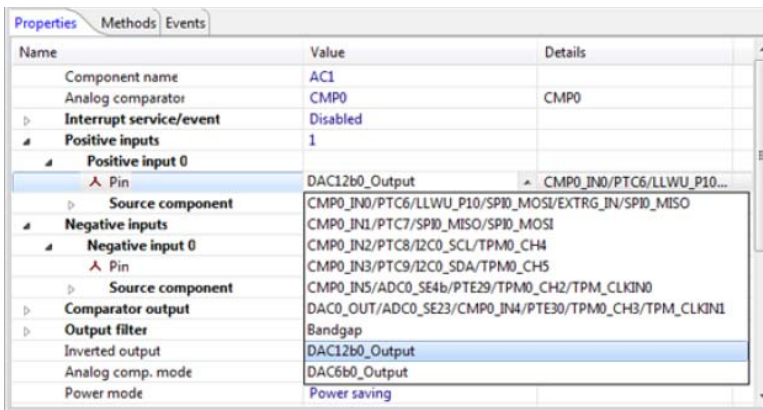 Properties Methods Events
Name Value Details
Component name AC1
Analog comparator CMP0 CMP0
Interrupt service/event Disabled
Positive inputs 1
Positive input 0
Pin DAC12b0_Output CMP0_IN0/PTC6/LLWU_P10...
Source component CMP0_IN0/PTC6/LLWU_P10/SPI0_MOSI/EXTRG_IN/SPI0_MISO
Negative inputs CMP0_IN1/PTC7/SPI0_MISO/SPI0_MOSI
Negative input 0 CMP0_IN2/PTC8/I2C0_SCL/TPM0_CH4
Pin CMP0_IN3/PTC9/I2C0_SDA/TPM0_CH5
Source component CMP0_IN5/ADC0_SE4b/PTE29/TPM0_CH2/TPM_CLKIN0
Comparator output DAC0_OUT/ADC0_SE23/CMP0_IN4/PTE30/TPM0_CH3/TPM_CLKIN1
Output filter Bandgap
Inverted output DAC12b0_Output
Analog comp. mode DAC6b0_Output
Power mode Power saving